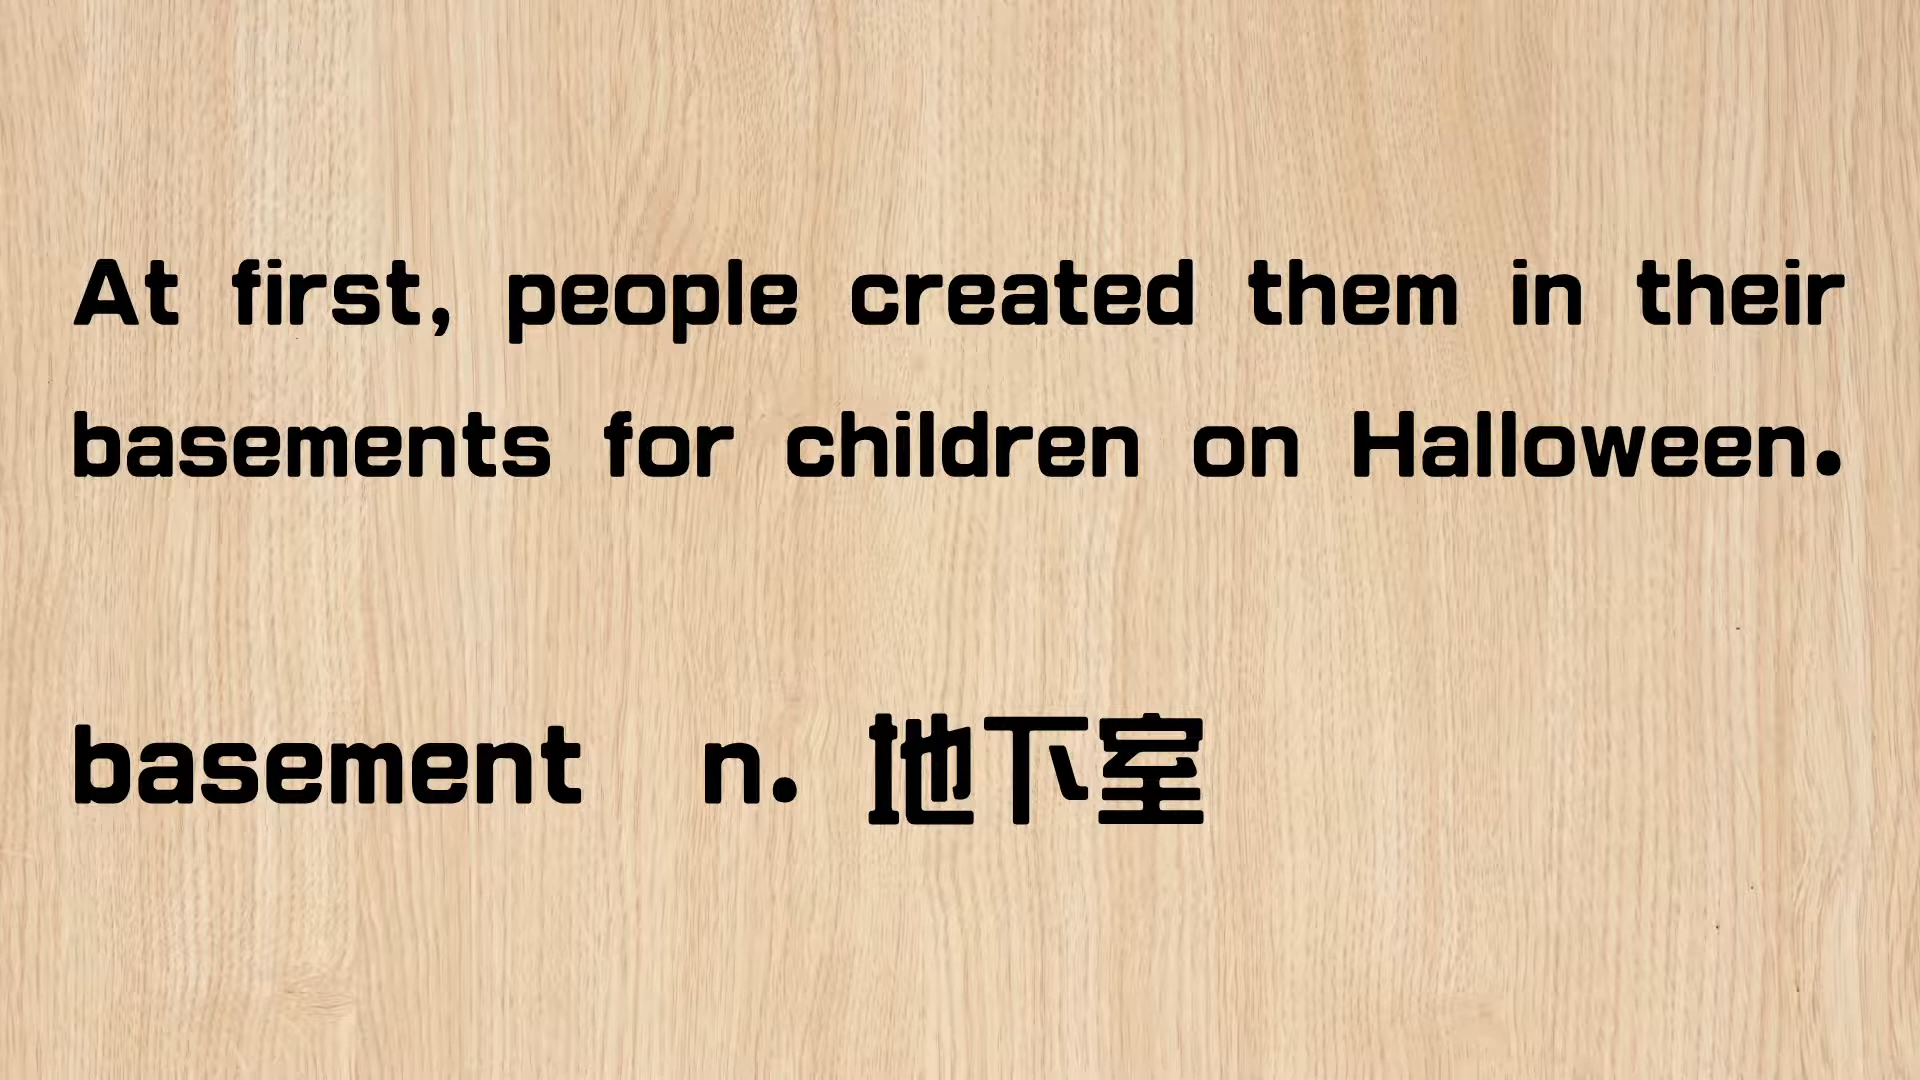 At first, people created them in their
basements for children on Halloween.
basement n. 地下室